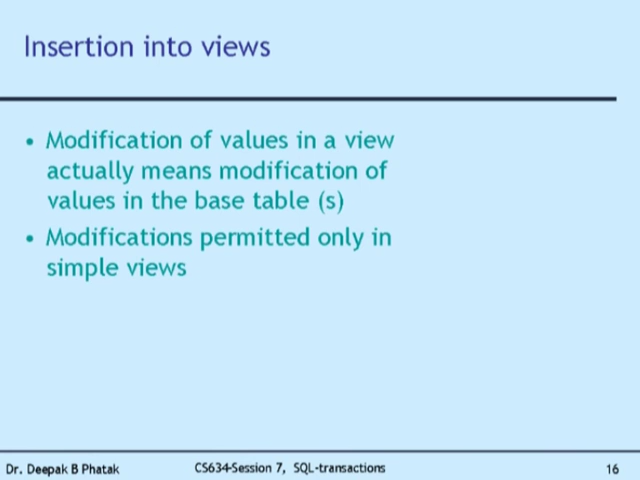 Insertion into views
• Modification of values in a view
actually means modification of
values in the base table (s)
• Modifications permitted only in
simple views
Dr. Deepak B Phatak CS634-Session 7, SQL-transactions 16